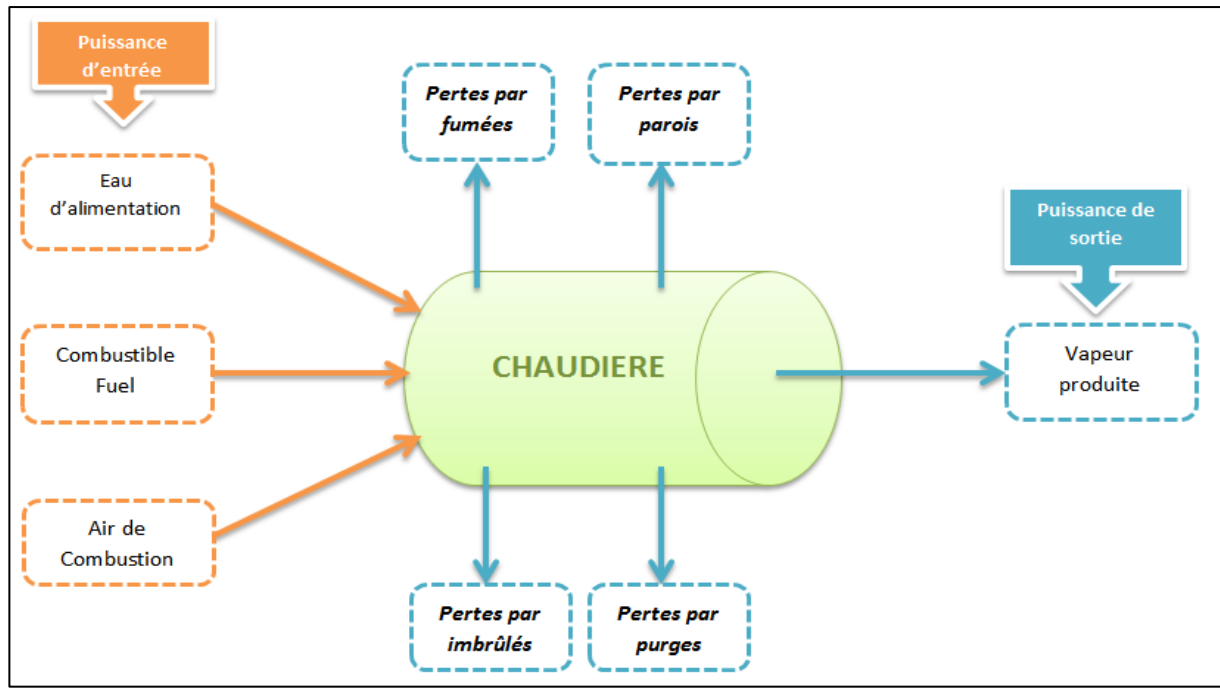 Puissance
d'entrée
Pertes par
fumées
Pertes par
parois
Eau
d'alimentation
Puissance de
sortie
Combustible
Fuel
CHAUDIERE
Vapeur
produite
Air de
Combustion
Pertes par
imbrûlés
Pertes par
purges